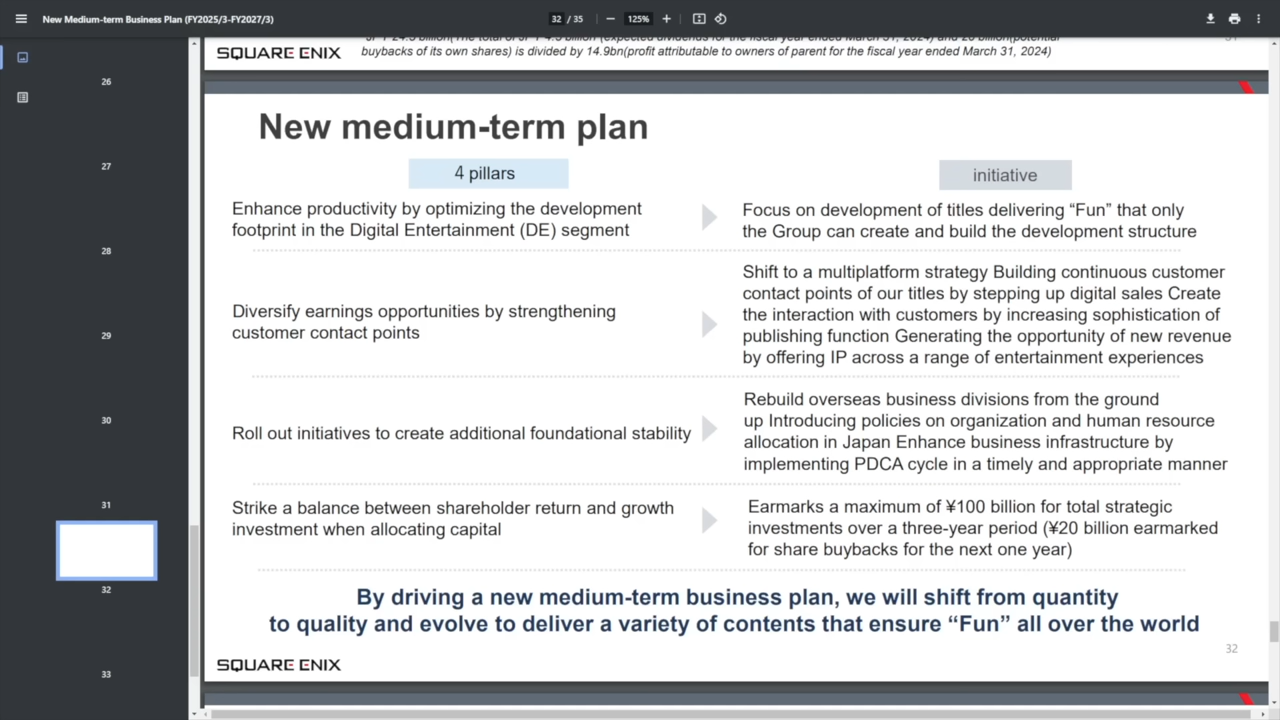 New Medium-term Business Plan (FY2025/3-FY2027/3)
32 / 35
125%
26
27
28
29
30
31
32
33
buybacks of its own shares) is divided by 14.9bn(profit attributable to owners of parent for the fiscal year ended March 31, 2024)
SQUARE ENIX
New medium-term plan
4 pillars
initiative
Enhance productivity by optimizing the development
footprint in the Digital Entertainment (DE) segment
Focus on development of titles delivering “Fun” that only
the Group can create and build the development structure
Diversify earnings opportunities by strengthening
customer contact points
Shift to a multiplatform strategy Building continuous customer
contact points of our titles by stepping up digital sales Create
the interaction with customers by increasing sophistication of
publishing function Generating the opportunity of new revenue
by offering IP across a range of entertainment experiences
Roll out initiatives to create additional foundational stability
Rebuild overseas business divisions from the ground
up Introducing policies on organization and human resource
allocation in Japan Enhance business infrastructure by
implementing PDCA cycle in a timely and appropriate manner
Strike a balance between shareholder return and growth
investment when allocating capital
Earmarks a maximum of ¥100 billion for total strategic
investments over a three-year period (¥20 billion earmarked
for share buybacks for the next one year)
By driving a new medium-term business plan, we will shift from quantity
to quality and evolve to deliver a variety of contents that ensure “Fun” all over the world
32
SQUARE ENIX